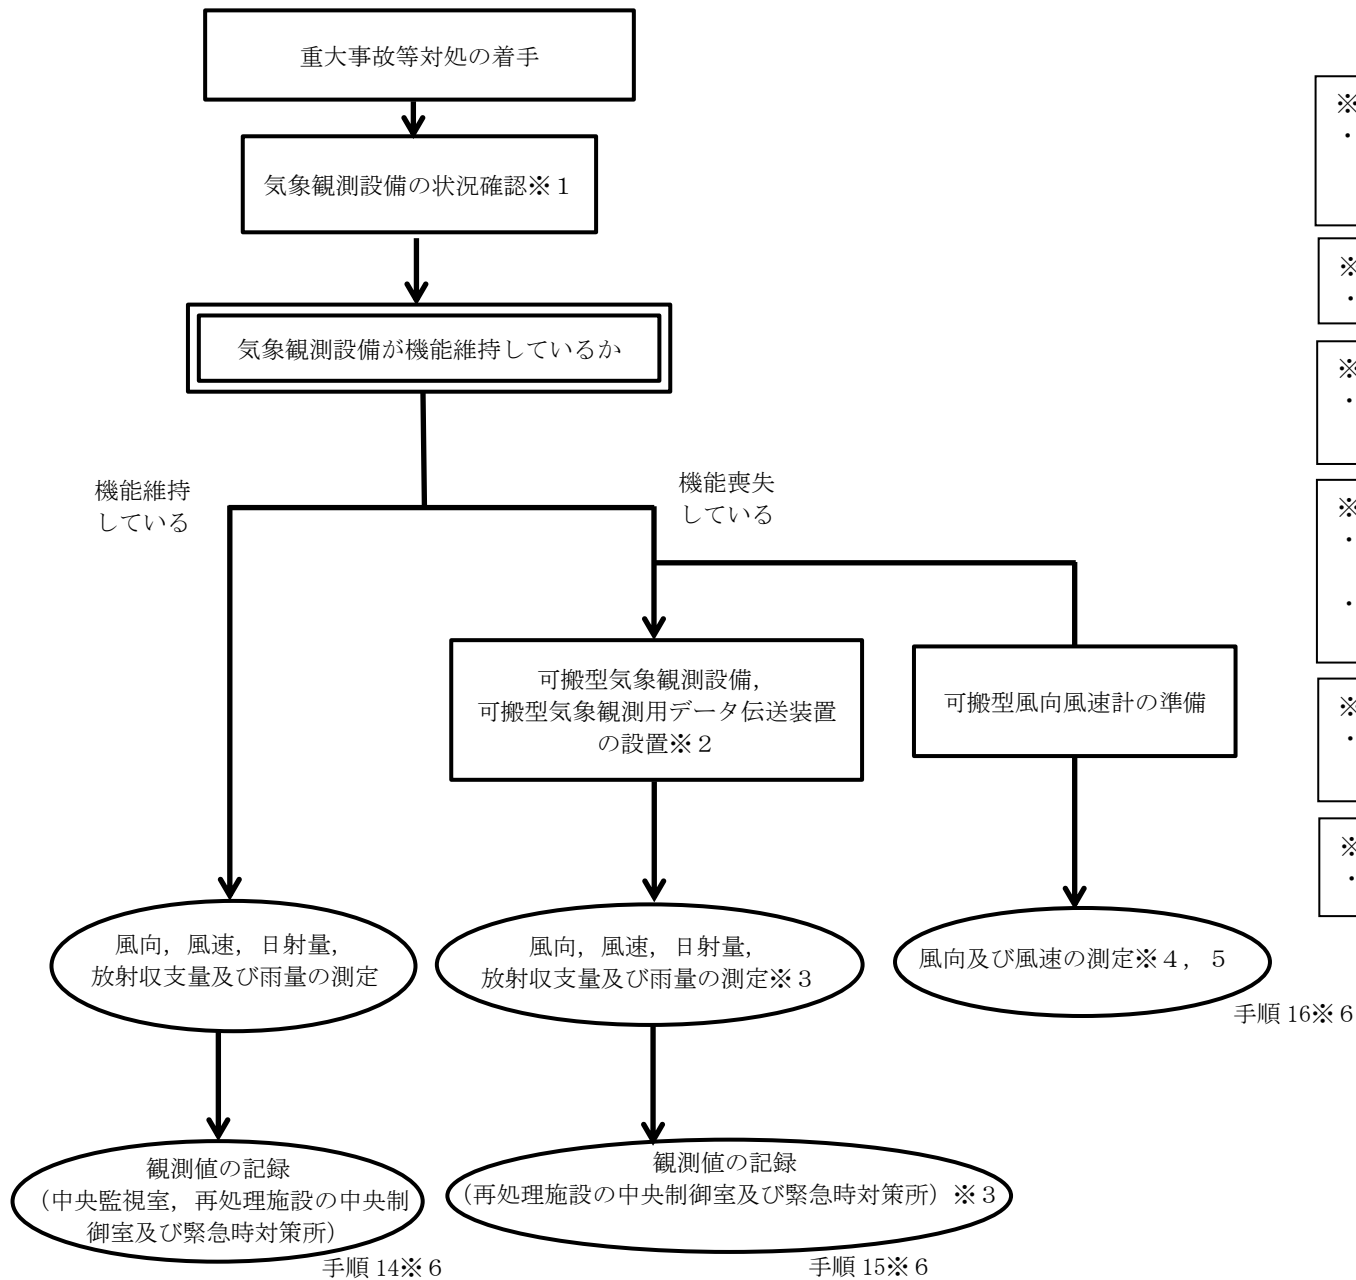 重大事故等対処の着手
気象観測設備の状況確認※１
気象観測設備が機能維持しているか
機能維持
している
機能喪失
している
可搬型気象観測設備，
可搬型気象観測用データ伝送装置
の設置※２
可搬型風向風速計の準備
風向，風速，日射量，
放射収支量及び雨量の測定
風向，風速，日射量，
放射収支量及び雨量の測定※３
風向及び風速の測定※４，５
手順 16※６
観測値の記録
（中央監視室，再処理施設の中央制
御室及び緊急時対策所）
手順 14※６
観測値の記録
（再処理施設の中央制御室及び緊急時対策所）※３
手順 15※６
※
・
※
・
※
・
※
・
・
※
・
※
・